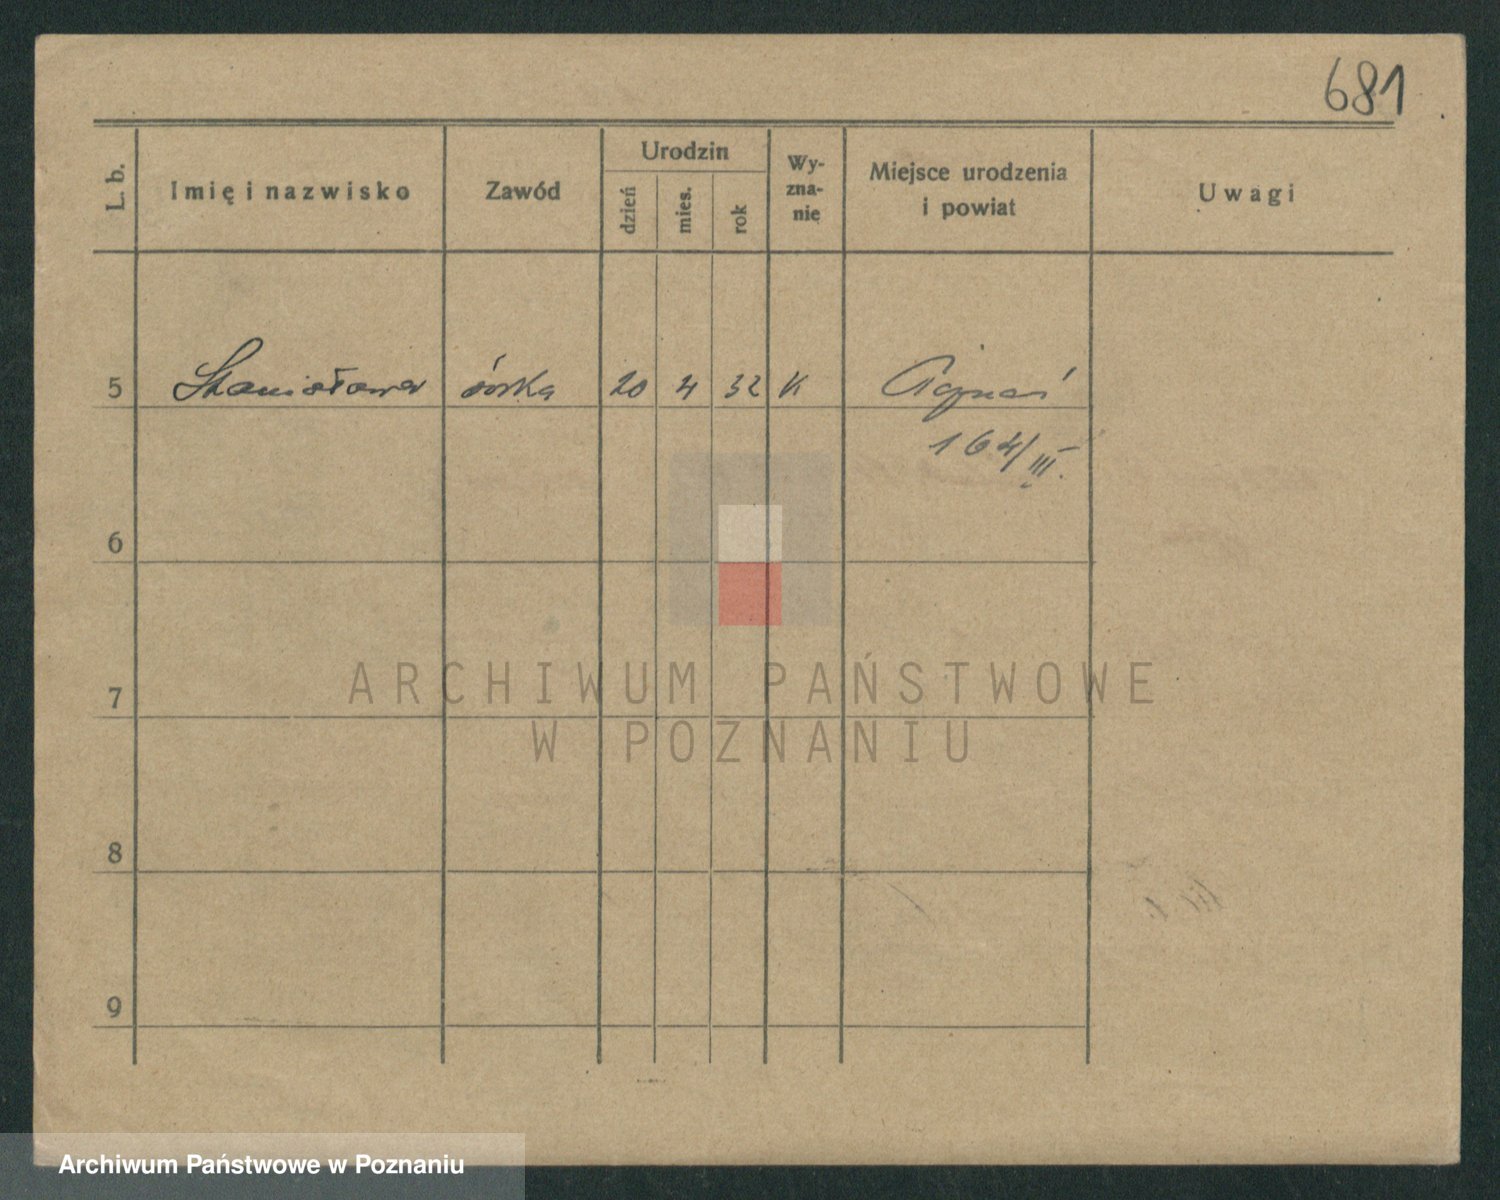 681
L. b.
Imię i nazwisko
Zawód
Urodzin
dzień
mies.
rok
Wy-
zna-
nie
Miejsce urodzenia
i powiat
Uwagi
5 Stanisława córka 20 4 32 K
164/III.
6
7
8
9
ARCHIWUM PAŃSTWOWE
W POZNANIU
Archiwum Państwowe w Poznaniu